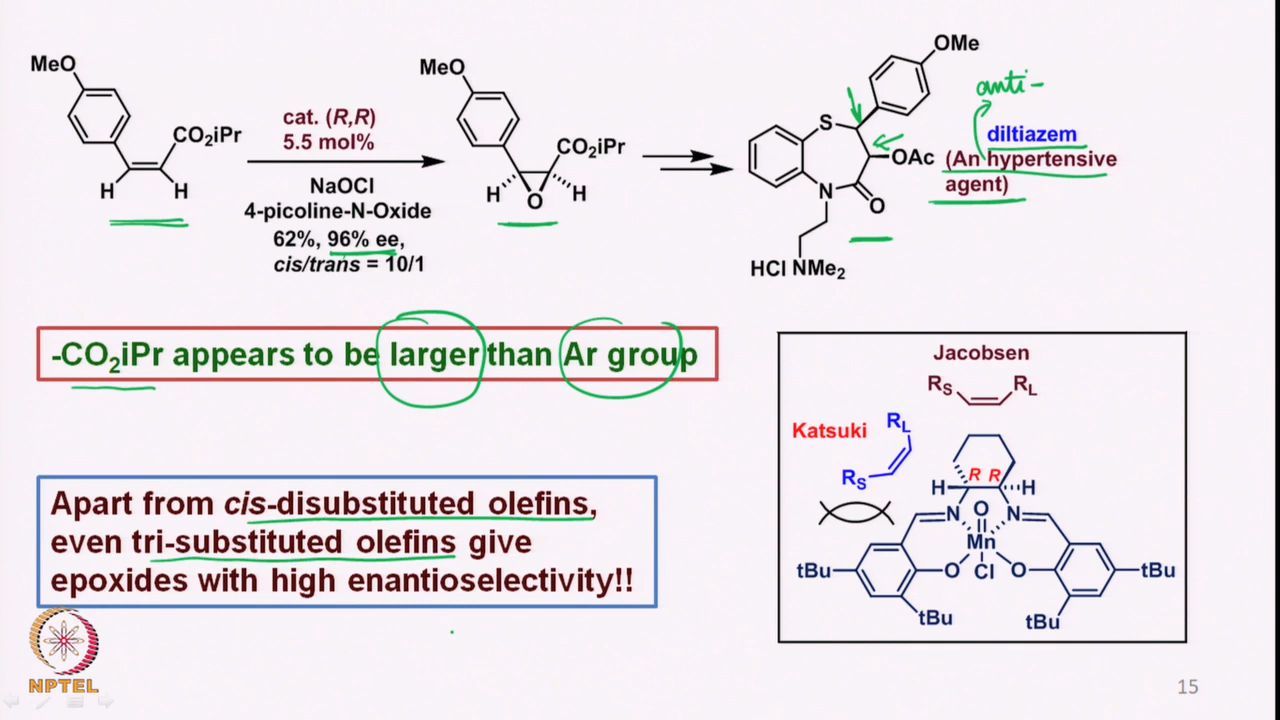 MeO
CO2iPr
H
H
cat. (R,R)
5.5 mol%
NaOCl
4-picoline-N-Oxide
62%, 96% ee,
cis/trans = 10/1
MeO
CO2iPr
H
O
H
OMe
S
OAc
N
O
HCl NMe2
anti-
diltiazem
(An hypertensive
agent)
-CO2iPr appears to be larger than Ar group
Apart from cis-disubstituted olefins,
even tri-substituted olefins give
epoxides with high enantioselectivity!!
Jacobsen
RS RL
Katsuki
RL
RS
R R
H H
O
N N
Mn
tBu O Cl O tBu
tBu tBu
NPTEL
15